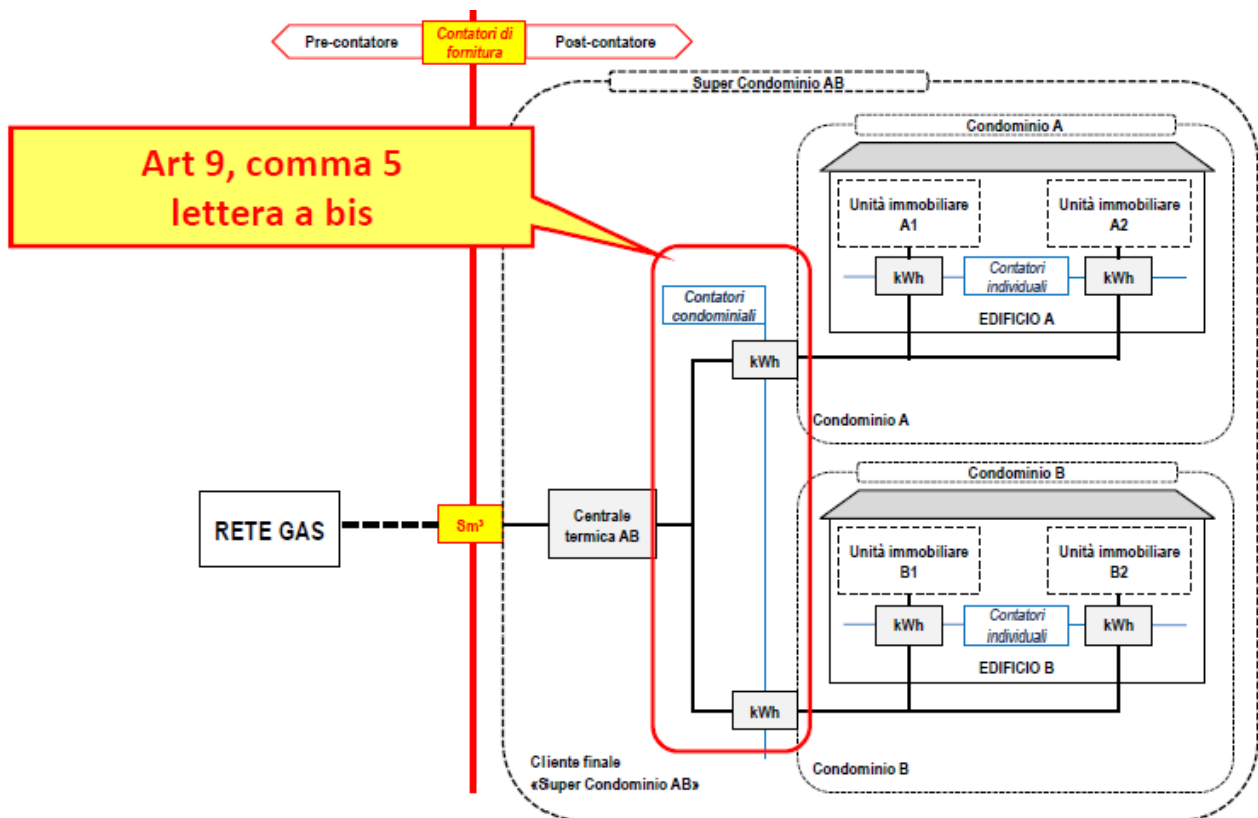 Pre-contatore
Contatori di
fornitura
Post-contatore
Super Condominio AB
Art 9, comma 5
lettera a bis
Condominio A
Unità immobiliare
A1
Unità immobiliare
A2
kWh
Contatori
individuali
kWh
EDIFICIO A
Contatori
condominiali
kWh
Condominio A
RETE GAS
Sm³
Centrale
termica AB
Condominio B
Unità immobiliare
B1
Unità immobiliare
B2
kWh
Contatori
individuali
kWh
EDIFICIO B
kWh
Condominio B
Cliente finale
«Super Condominio AB»